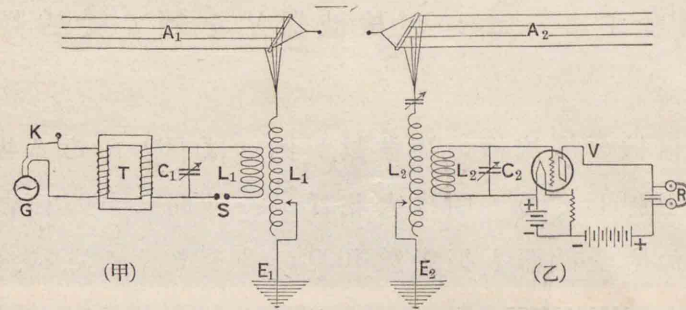 A₁
A₂
K
T
C₁
L₁
L₁
S
G
E₁
(甲)
L₂
L₂
C₂
V
R
+
-
-
+
E₂
(乙)